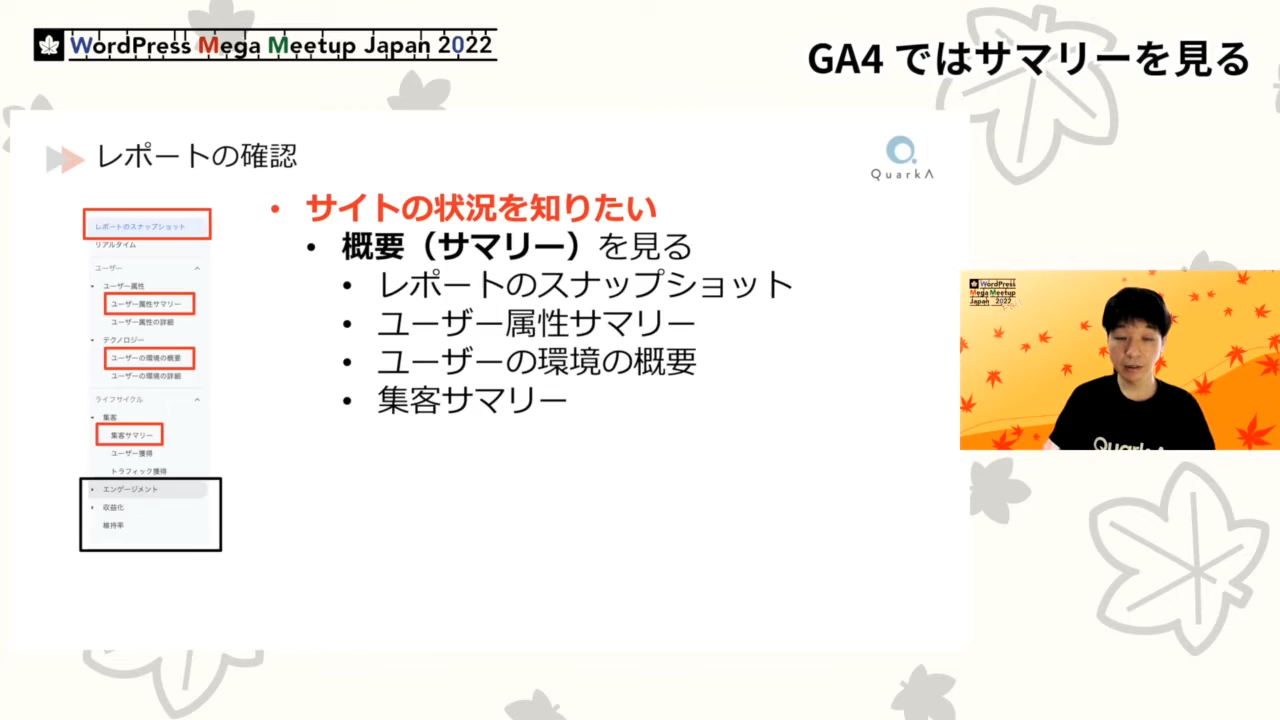 WordPress Mega Meetup Japan 2022
GA4 ではサマリーを見る
レポートの確認
QuarkA
レポートのスナップショット
リアルタイム
ユーザー
ユーザー属性
ユーザー属性サマリー
ユーザー属性の詳細
テクノロジー
ユーザーの環境の概要
ユーザーの環境の詳細
ライフサイクル
集客
集客サマリー
ユーザー獲得
トラフィック獲得
エンゲージメント
収益化
維持率
• サイトの状況を知りたい
• 概要（サマリー）を見る
• レポートのスナップショット
• ユーザー属性サマリー
• ユーザーの環境の概要
• 集客サマリー
WordPress
Mega Meetup
Japan 2022